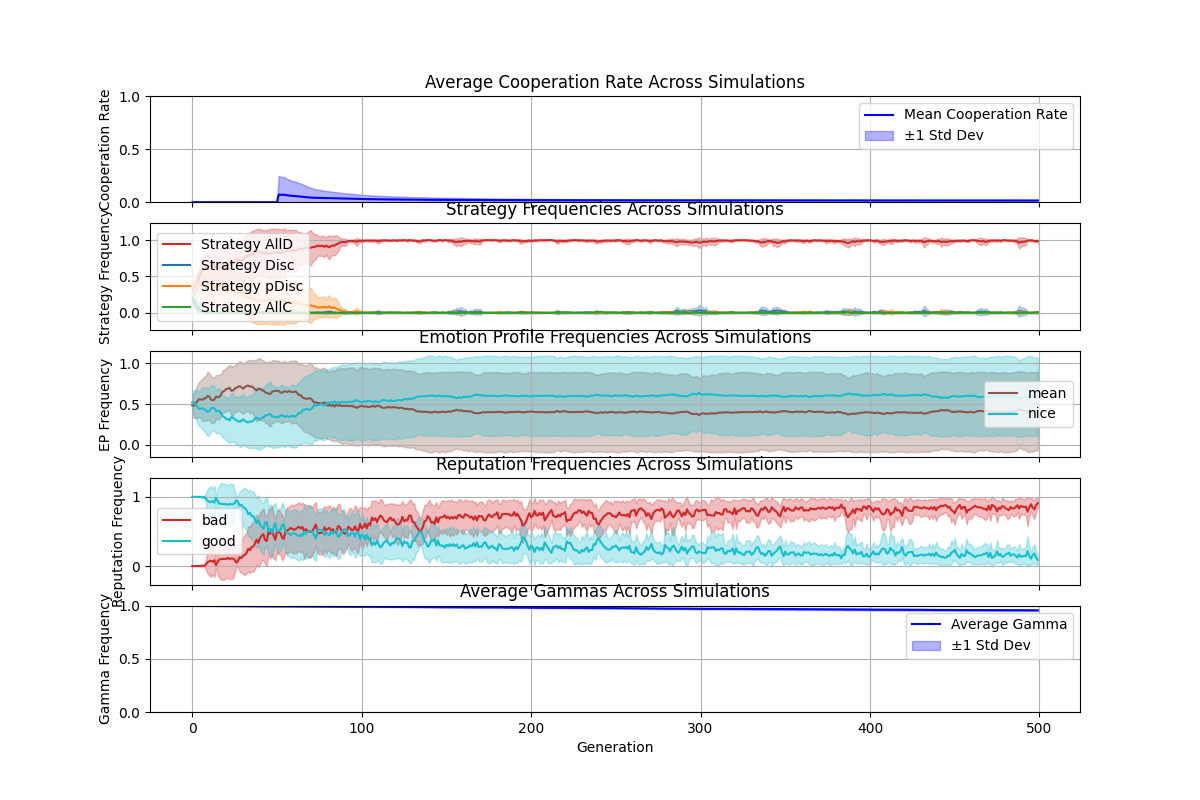 Average Cooperation Rate Across Simulations
Cooperation Rate
1.0
0.5
0.0
Mean Cooperation Rate
±1 Std Dev
Strategy Frequencies Across Simulations
Strategy Frequency
1.0
0.5
0.0
Strategy AllD
Strategy Disc
Strategy pDisc
Strategy AllC
Emotion Profile Frequencies Across Simulations
EP Frequency
1.0
0.5
0.0
mean
nice
Reputation Frequencies Across Simulations
Reputation Frequency
1
0
bad
good
Average Gammas Across Simulations
Gamma Frequency
1.0
0.5
0.0
Average Gamma
±1 Std Dev
0 100 200 300 400 500
Generation